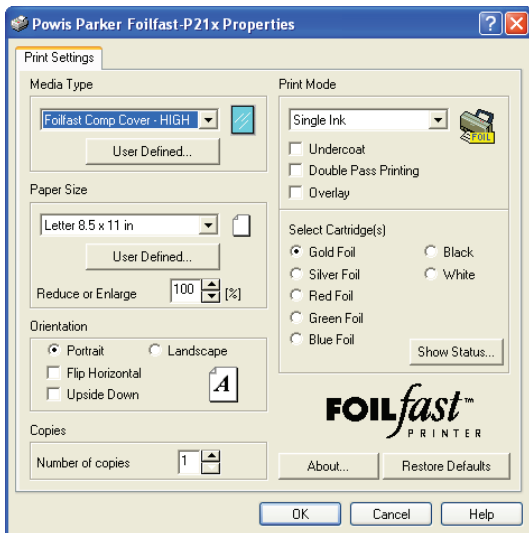 Powis Parker Foilfast-P21x Properties
Print Settings
Media Type
Foilfast Comp Cover - HIGH
User Defined...
Paper Size
Letter 8.5 x 11 in
User Defined...
Reduce or Enlarge 100 [%]
Orientation
Portrait Landscape
Flip Horizontal
Upside Down
A
Copies
Number of copies 1
Print Mode
Single Ink
FOIL
Undercoat
Double Pass Printing
Overlay
Select Cartridge(s)
Gold Foil Black
Silver Foil White
Red Foil
Green Foil
Blue Foil
Show Status...
FOILfast™
PRINTER
About... Restore Defaults
OK Cancel Help